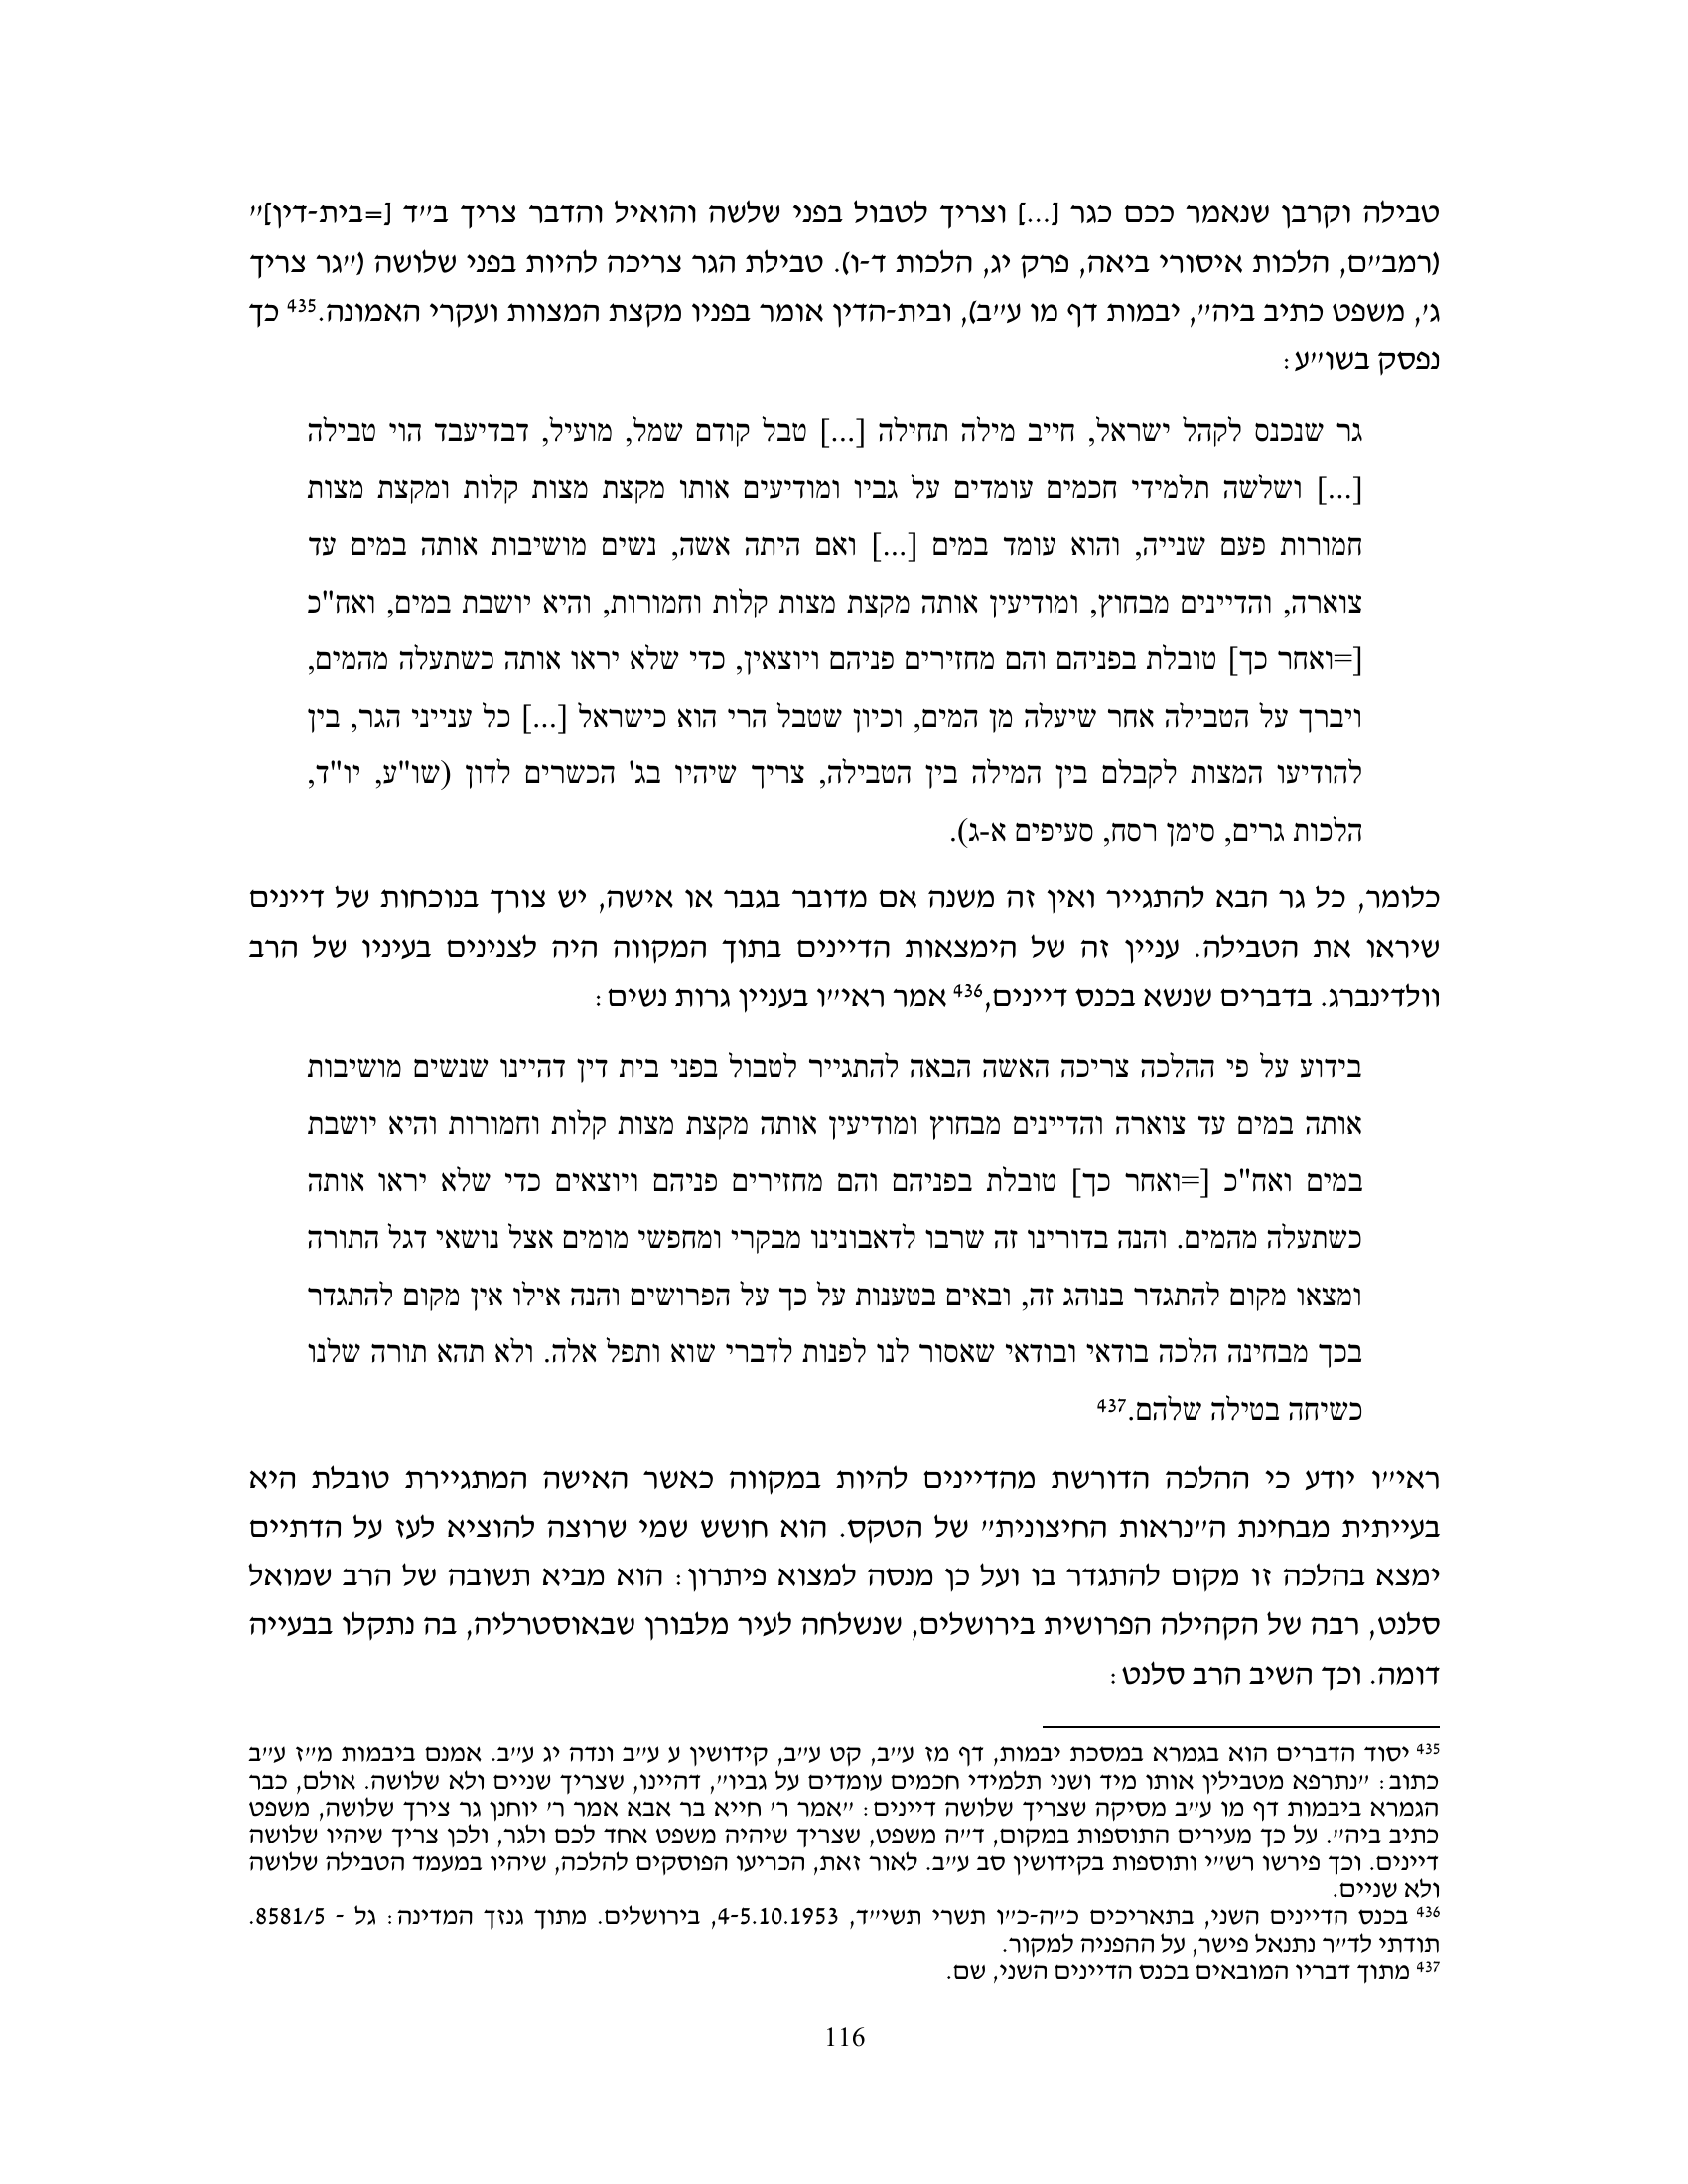 טבילה וקרבן שנאמר ככם כגר [...] וצריך לטבול בפני שלשה והואיל והדבר צריך ב״ד [=בית-דין]״
(רמב״ם, הלכות איסורי ביאה, פרק יג, הלכות ד-ו). טבילת הגר צריכה להיות בפני שלושה (״גר צריך
ג׳, משפט כתיב ביה״, יבמות דף מו ע״ב), ובית-הדין אומר בפניו מקצת המצוות ועקרי האמונה.435 כך
נפסק בשו״ע:
גר שנכנס לקהל ישראל, חייב מילה תחילה [...] טבל קודם שמל, מועיל, דבדיעבד הוי טבילה
[...] ושלשה תלמידי חכמים עומדים על גביו ומודיעים אותו מקצת מצות קלות ומקצת מצות
חמורות פעם שנייה, והוא עומד במים [...] ואם היתה אשה, נשים מושיבות אותה במים עד
צוארה, והדיינים מבחוץ, ומודיעין אותה מקצת מצות קלות וחמורות, והיא יושבת במים, ואח"כ
[=ואחר כך] טובלת בפניהם והם מחזירים פניהם ויוצאין, כדי שלא יראו אותה כשתעלה מהמים,
ויברך על הטבילה אחר שיעלה מן המים, וכיון שטבל הרי הוא כישראל [...] כל ענייני הגר, בין
להודיעו המצות לקבלם בין המילה בין הטבילה, צריך שיהיו בג' הכשרים לדון (שו"ע, יו"ד,
הלכות גרים, סימן רסח, סעיפים א-ג).
כלומר, כל גר הבא להתגייר ואין זה משנה אם מדובר בגבר או אישה, יש צורך בנוכחות של דיינים
שיראו את הטבילה. עניין זה של הימצאות הדיינים בתוך המקווה היה לצנינים בעיניו של הרב
וולדינברג. בדברים שנשא בכנס דיינים,436 אמר ראי״ו בעניין גרות נשים:
בידוע על פי ההלכה צריכה האשה הבאה להתגייר לטבול בפני בית דין דהיינו שנשים מושיבות
אותה במים עד צוארה והדיינים מבחוץ ומודיעין אותה מקצת מצות קלות וחמורות והיא יושבת
במים ואח"כ [=ואחר כך] טובלת בפניהם והם מחזירים פניהם ויוצאים כדי שלא יראו אותה
כשתעלה מהמים. והנה בדורינו זה שרבו לדאבונינו מבקרי ומחפשי מומים אצל נושאי דגל התורה
ומצאו מקום להתגדר בנוהג זה, ובאים בטענות על כך על הפרושים והנה אילו אין מקום להתגדר
בכך מבחינה הלכה בודאי ובודאי שאסור לנו לפנות לדברי שוא ותפל אלה. ולא תהא תורה שלנו
כשיחה בטילה שלהם.437
ראי״ו יודע כי ההלכה הדורשת מהדיינים להיות במקווה כאשר האישה המתגיירת טובלת היא
בעייתית מבחינת ה״נראות החיצונית״ של הטקס. הוא חושש שמי שרוצה להוציא לעז על הדתיים
ימצא בהלכה זו מקום להתגדר בו ועל כן מנסה למצוא פיתרון: הוא מביא תשובה של הרב שמואל
סלנט, רבה של הקהילה הפרושית בירושלים, שנשלחה לעיר מלבורן שבאוסטרליה, בה נתקלו בבעייה
דומה. וכך השיב הרב סלנט:
435 יסוד הדברים הוא בגמרא במסכת יבמות, דף מז ע״ב, קט ע״ב, קידושין ע ע״ב ונדה יג ע״ב. אמנם ביבמות מ״ז ע״ב
כתוב: ״נתרפא מטבילין אותו מיד ושני תלמידי חכמים עומדים על גביו״, דהיינו, שצריך שניים ולא שלושה. אולם, כבר
הגמרא ביבמות דף מו ע״ב מסיקה שצריך שלושה דיינים: ״אמר ר׳ חייא בר אבא אמר ר׳ יוחנן גר צירך שלושה, משפט
כתיב ביה״. על כך מעירים התוספות במקום, ד״ה משפט, שצריך שיהיה משפט אחד לכם ולגר, ולכן צריך שיהיו שלושה
דיינים. וכך פירשו רש״י ותוספות בקידושין סב ע״ב. לאור זאת, הכריעו הפוסקים להלכה, שיהיו במעמד הטבילה שלושה
ולא שניים.
436 בכנס הדיינים השני, בתאריכים כ״ה-כ״ו תשרי תשי״ד, 4-5.10.1953, בירושלים. מתוך גנזך המדינה: גל - 8581/5.
תודתי לד״ר נתנאל פישר, על ההפניה למקור.
437 מתוך דבריו המובאים בכנס הדיינים השני, שם.
116